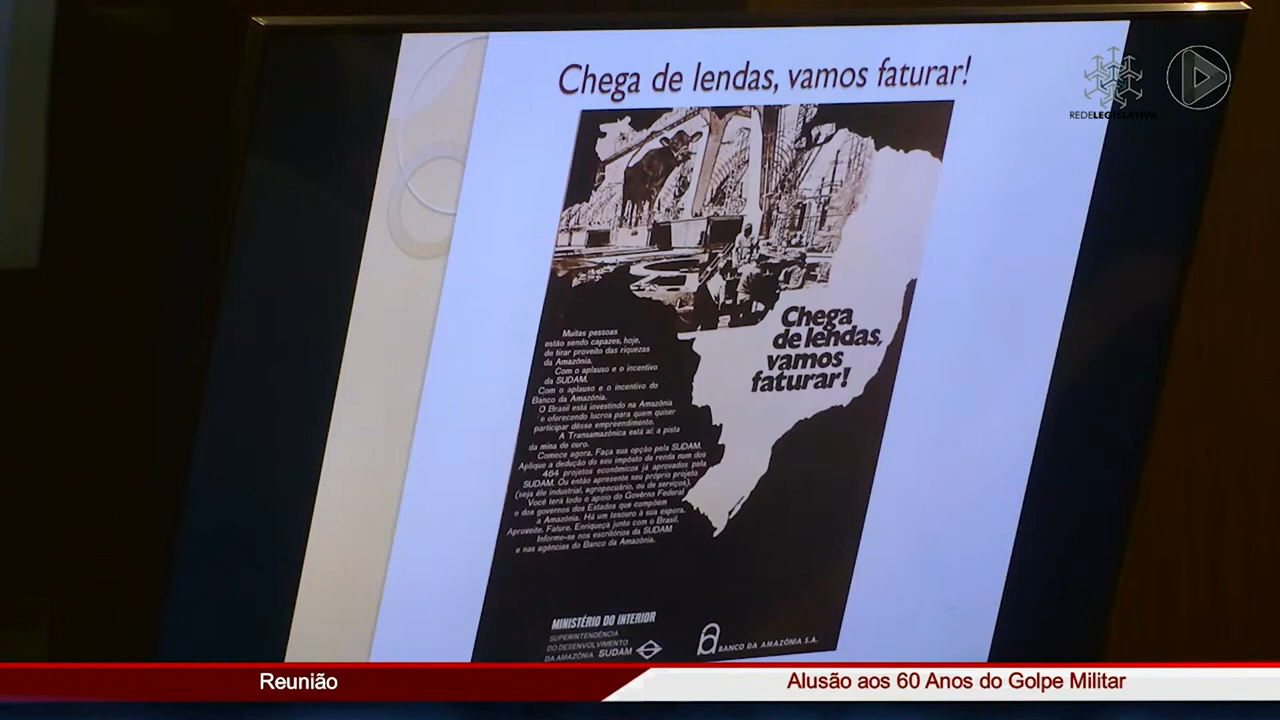 Chega de lendas, vamos faturar!
REDELEGISLATIVA
Chega
de lendas,
vamos
faturar!
Muitas pessoas
estão sendo capazes, hoje,
de tirar proveito das riquezas
da Amazônia.
Com o aplauso e o incentivo
da SUDAM.
Com o aplauso e o incentivo do
Banco da Amazônia.
O Brasil está investindo na Amazônia
e oferecendo lucros para quem quiser
participar dêsse empreendimento.
A Transamazônica está aí: a pista
da mina de ouro.
Comece agora. Faça sua opção pela SUDAM.
Aplique a dedução do seu impôsto de renda num dos
464 projetos econômicos já aprovados pela
SUDAM. Ou então apresente seu próprio projeto
(seja êle industrial, agropecuário, ou de serviços).
Você terá todo o apoio do Govêrno Federal
e dos governos dos Estados que compõem
a Amazônia. Há um tesouro à sua espera.
Aproveite. Fature. Enriqueça junto com o Brasil.
Informe-se nos escritórios da SUDAM
e nas agências do Banco da Amazônia.
MINISTÉRIO DO INTERIOR
SUPERINTENDÊNCIA
DO DESENVOLVIMENTO
DA AMAZÔNIA SUDAM
BANCO DA AMAZÔNIA S.A.
Reunião
Alusão aos 60 Anos do Golpe Militar